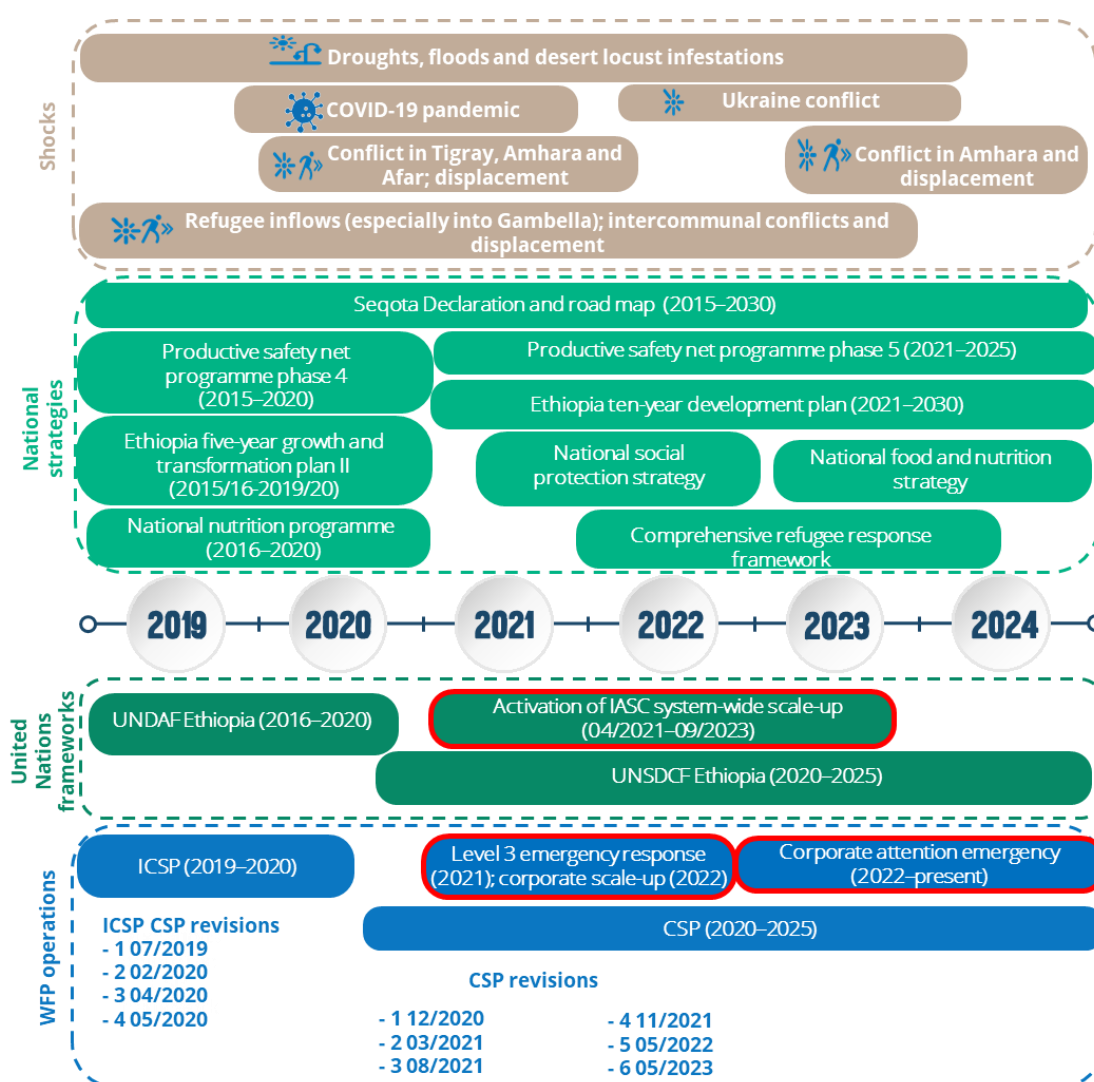 Shocks
Droughts, floods and desert locust infestations
COVID-19 pandemic
Ukraine conflict
Conflict in Tigray, Amhara and
Afar; displacement
Conflict in Amhara and
displacement
Refugee inflows (especially into Gambella); intercommunal conflicts and
displacement
National
strategies
Seqota Declaration and road map (2015–2030)
Productive safety net
programme phase 4
(2015–2020)
Productive safety net programme phase 5 (2021–2025)
Ethiopia ten-year development plan (2021–2030)
Ethiopia five-year growth and
transformation plan II
(2015/16-2019/20)
National social
protection strategy
National food and nutrition
strategy
National nutrition programme
(2016–2020)
Comprehensive refugee response
framework
2019
2020
2021
2022
2023
2024
United
Nations
frameworks
UNDAF Ethiopia (2016–2020)
Activation of IASC system-wide scale-up
(04/2021–09/2023)
UNSDCF Ethiopia (2020–2025)
WFP operations
ICSP (2019–2020)
Level 3 emergency response
(2021); corporate scale-up (2022)
Corporate attention emergency
(2022–present)
CSP (2020–2025)
ICSP CSP revisions
- 1 07/2019
- 2 02/2020
- 3 04/2020
- 4 05/2020
CSP revisions
- 1 12/2020
- 2 03/2021
- 3 08/2021
- 4 11/2021
- 5 05/2022
- 6 05/2023